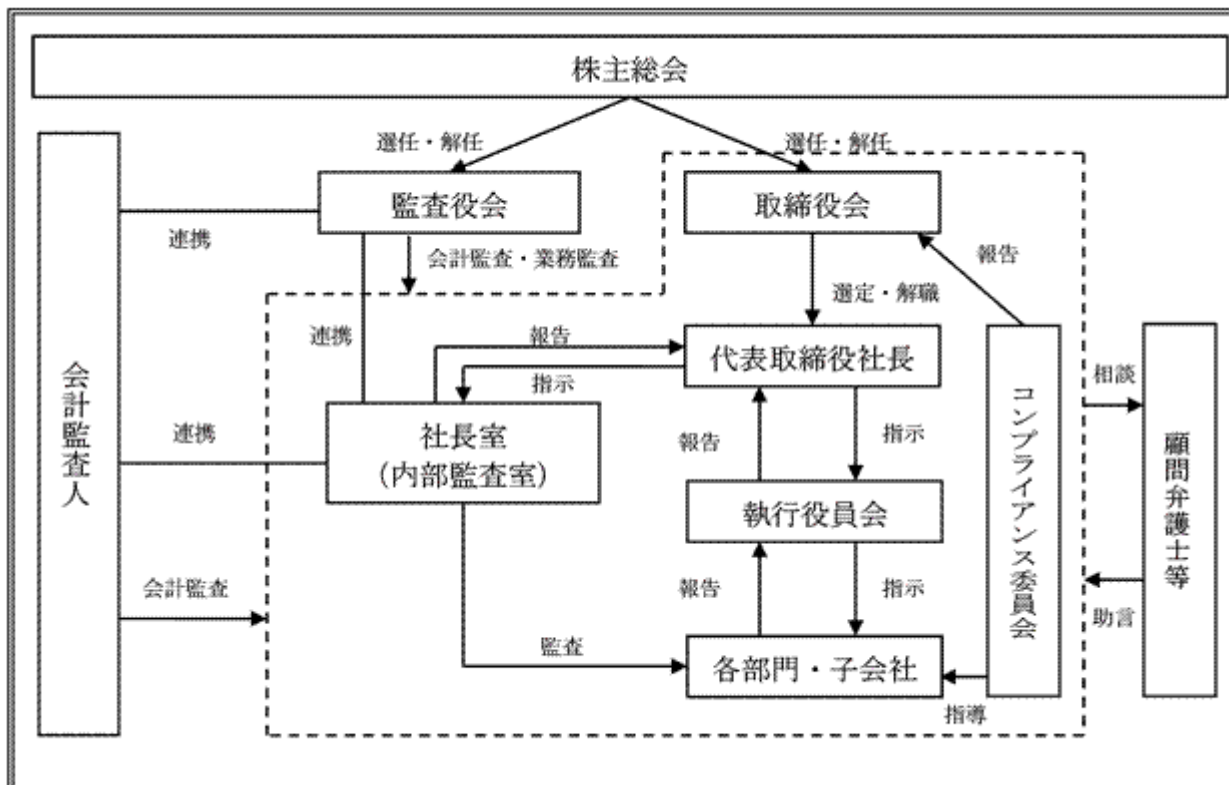 株主総会
選任・解任
選任・解任
監査役会
取締役会
連携
会計監査・業務監査
報告
選定・解職
連携
報告
代表取締役社長
指示
相談
会計監査人
連携
社長室
（内部監査室）
報告
指示
コンプライアンス委員会
顧問弁護士等
執行役員会
会計監査
報告
指示
助言
監査
各部門・子会社
指導